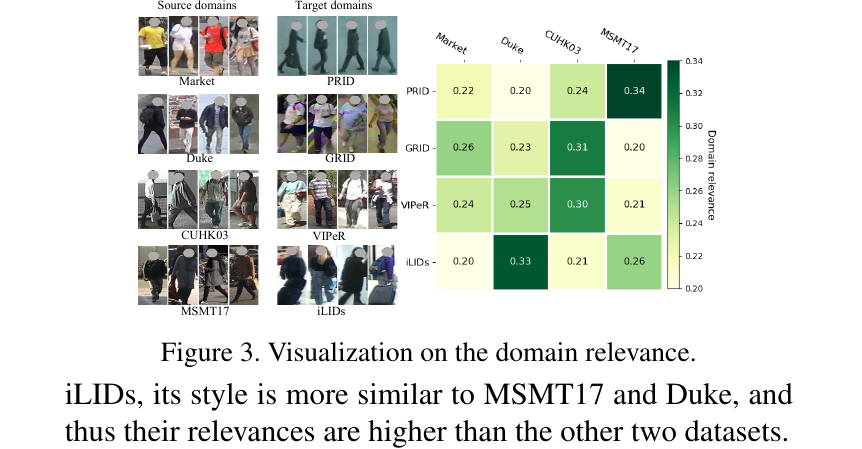 Source domains
Target domains
Market
PRID
Duke
GRID
CUHK03
VIPeR
MSMT17
iLIDs
Market
Duke
CUHK03
MSMT17
PRID
0.22 0.20 0.24 0.34
GRID
0.26 0.23 0.31 0.20
VIPeR
0.24 0.25 0.30 0.21
iLIDs
0.20 0.33 0.21 0.26
0.34
0.32
0.30
0.28
0.26
0.24
0.22
0.20
Domain relevance
Figure 3. Visualization on the domain relevance.
iLIDs, its style is more similar to MSMT17 and Duke, and
thus their relevances are higher than the other two datasets.